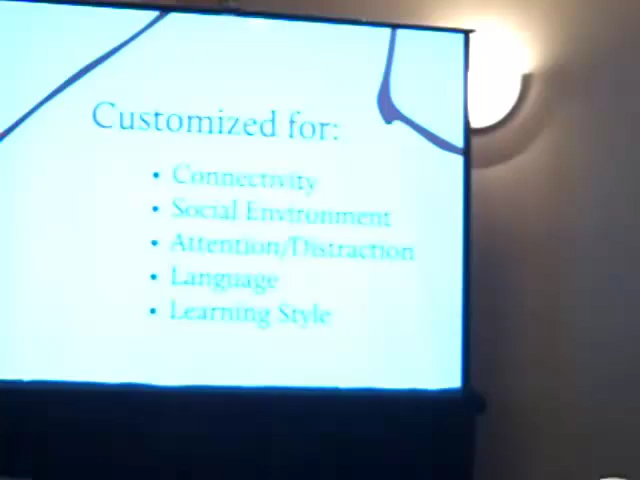 Customized for:
• Connectivity
• Social Environment
• Attention/Distraction
• Language
• Learning Style